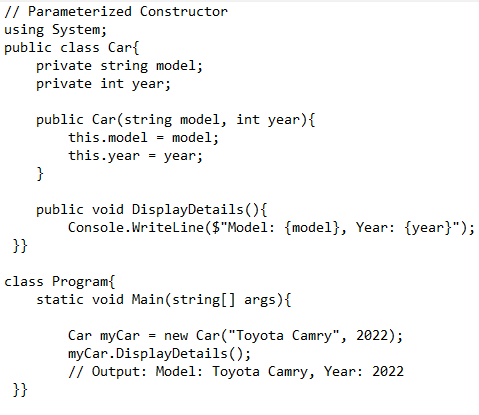 // Parameterized Constructor
using System;
public class Car{
    private string model;
    private int year;

    public Car(string model, int year){
        this.model = model;
        this.year = year;
    }

    public void DisplayDetails(){
        Console.WriteLine($"Model: {model}, Year: {year}");
 }}

class Program{
    static void Main(string[] args){

        Car myCar = new Car("Toyota Camry", 2022);
        myCar.DisplayDetails();
        // Output: Model: Toyota Camry, Year: 2022
 }}